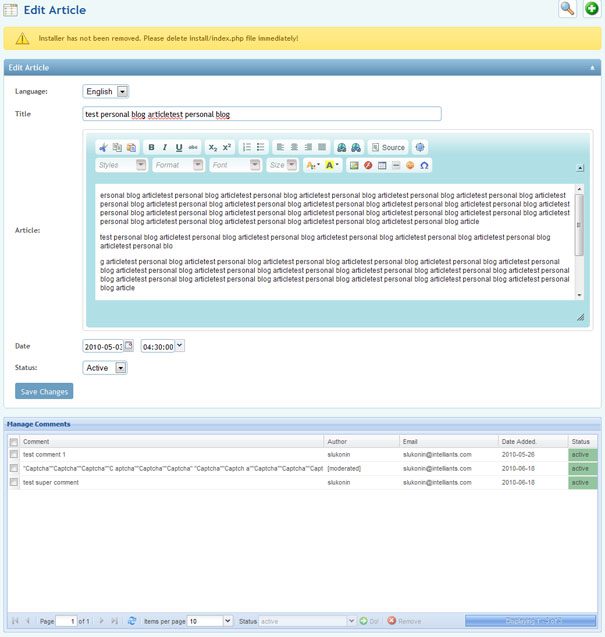 Edit Article
Installer has not been removed. Please delete install/index.php file immediately!
Edit Article
Language: English
Title test personal blog articletest personal blog
B I U abc X2 X2 Source
Styles Format Font Size A A
ersonal blog articletest personal blog articletest personal blog articletest personal blog articletest personal blog articletest personal blog articletest
personal blog articletest personal blog articletest personal blog articletest personal blog articletest personal blog articletest personal blog articletest
personal blog articletest personal blog articletest personal blog articletest personal blog articletest personal blog articletest personal blog articletest
personal blog articletest personal blog articletest personal blog articletest personal blog articletest personal blog article
Article:
test personal blog articletest personal blog articletest personal blog articletest personal blog articletest personal blog articletest personal blog
articletest personal blo
g articletest personal blog articletest personal blog articletest personal blog articletest personal blog articletest personal blog articletest personal
blog articletest personal blog articletest personal blog articletest personal blog articletest personal blog articletest personal blog articletest personal
blog articletest personal blog articletest personal blog articletest personal blog articletest personal blog articletest personal blog articletest personal
blog article
Date 2010-05-03 04:30:00
Status: Active
Save Changes
Manage Comments
Comment Author Email Date Added. Status
test comment 1 slukonin slukonin@intelliants.com 2010-05-26 active
"Captcha""Captcha""Captcha""C aptcha""Captcha""Captcha" "Captcha""Captch a""Captcha""Captcha""Capt [moderated] slukonin@intelliants.com 2010-06-18 active
test super comment slukonin slukonin@intelliants.com 2010-06-18 active
Page 1 of 1 Items per page 10 Status active Do! Remove Displaying 1 - 3 of 3